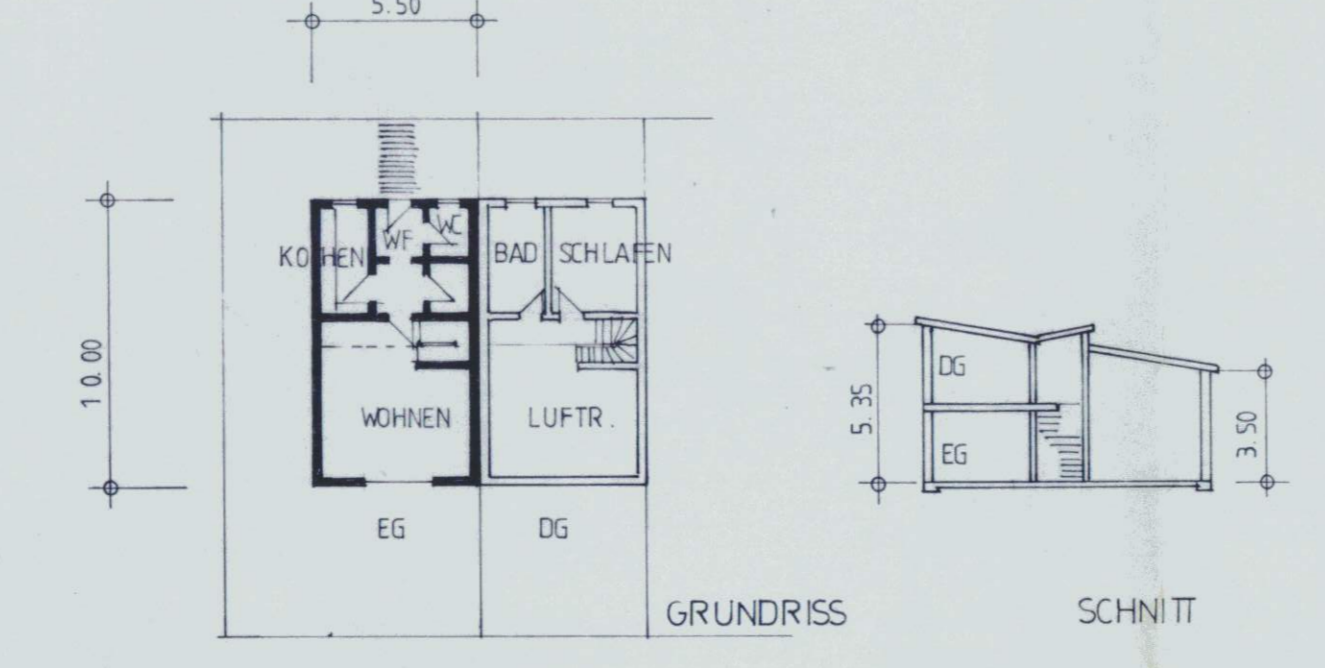 5.50
10.00
KOCHEN
WF
WC
BAD
SCHLAFEN
WOHNEN
LUFTR.
EG
DG
GRUNDRISS
5.35
DG
EG
3.50
SCHNITT